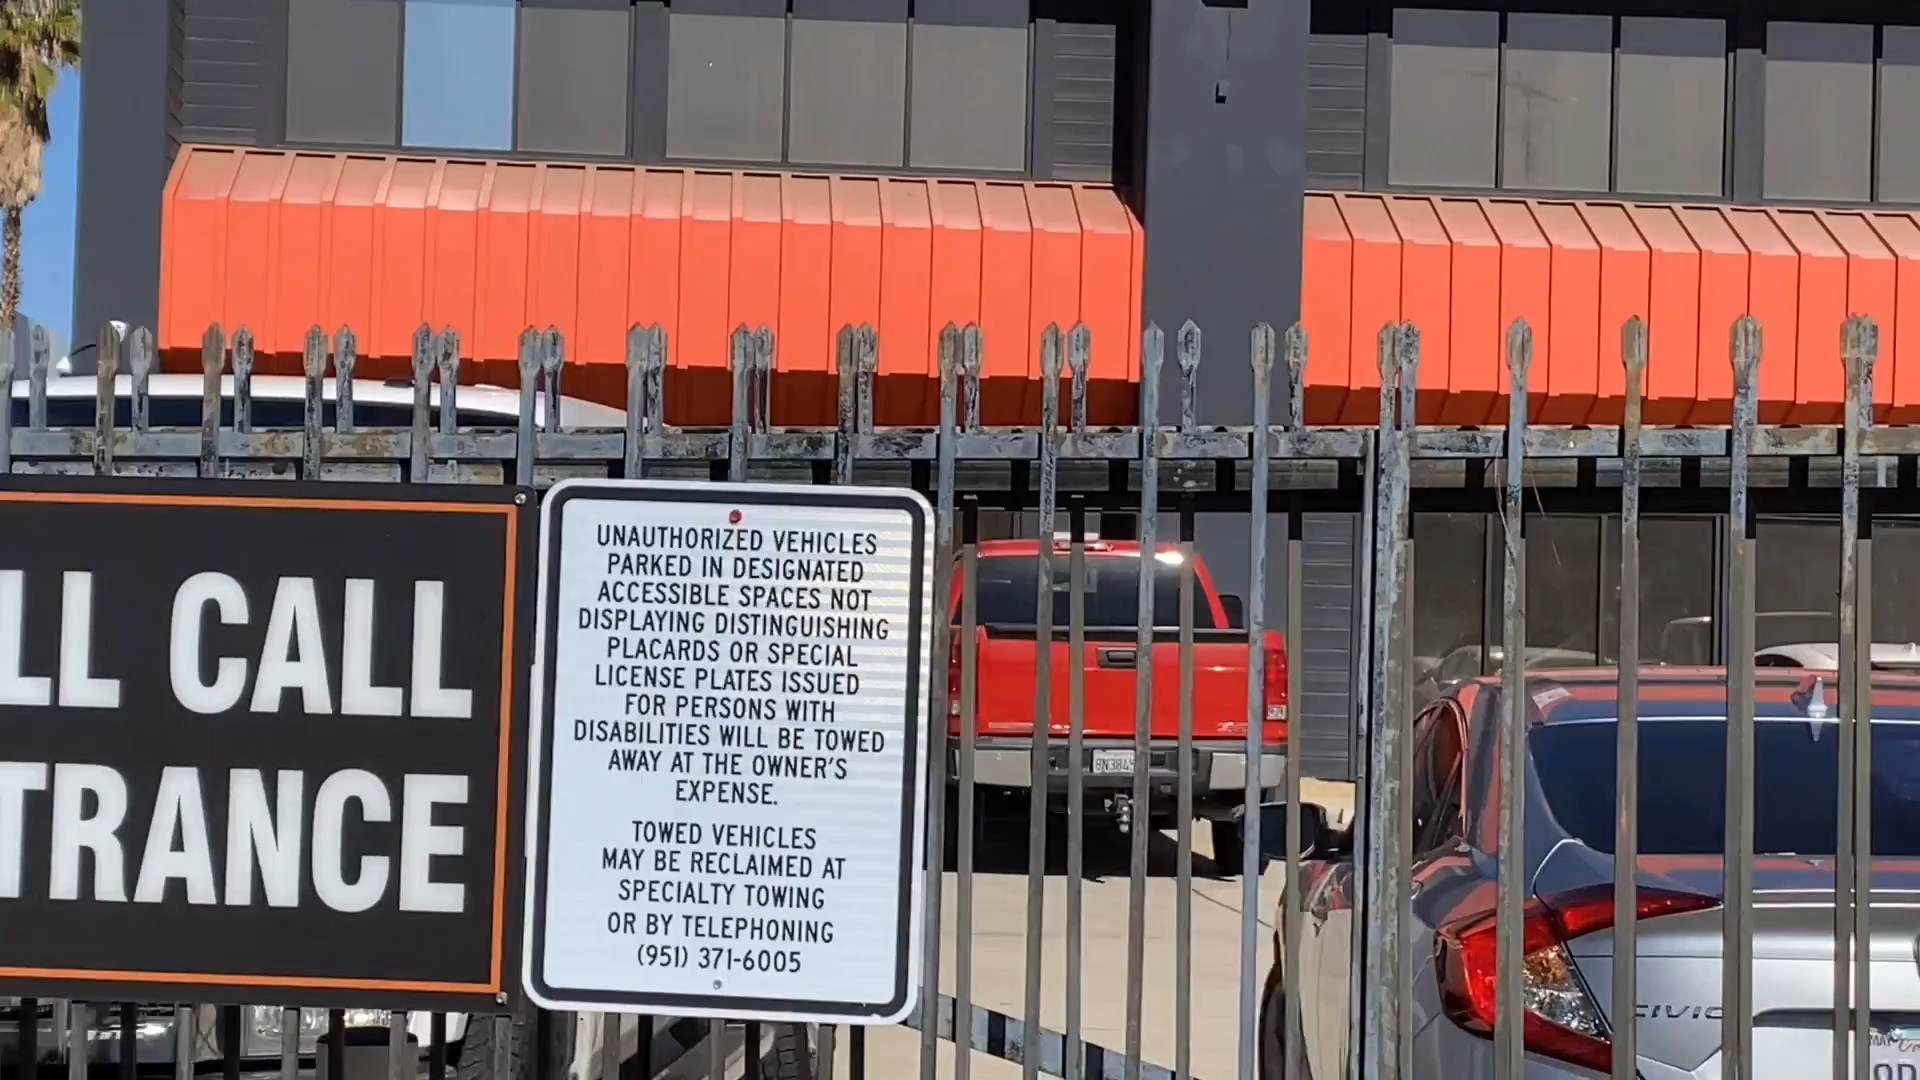 LL CALL
TRANCE
UNAUTHORIZED VEHICLES
PARKED IN DESIGNATED
ACCESSIBLE SPACES NOT
DISPLAYING DISTINGUISHING
PLACARDS OR SPECIAL
LICENSE PLATES ISSUED
FOR PERSONS WITH
DISABILITIES WILL BE TOWED
AWAY AT THE OWNER'S
EXPENSE.
TOWED VEHICLES
MAY BE RECLAIMED AT
SPECIALTY TOWING
OR BY TELEPHONING
(951) 371-6005
CIVIC
MAY